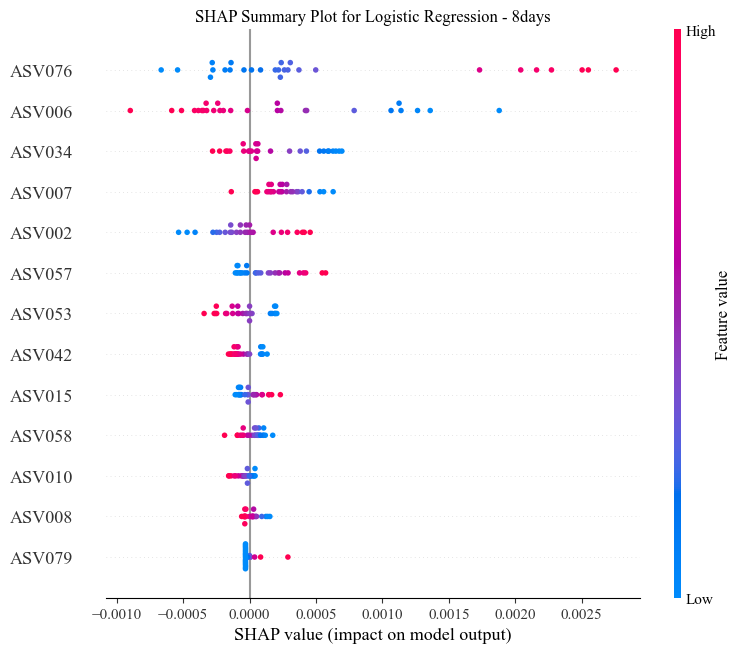 SHAP Summary Plot for Logistic Regression - 8days
High
ASV076
ASV006
ASV034
ASV007
ASV002
ASV057
ASV053
ASV042
ASV015
ASV058
ASV010
ASV008
ASV079
Feature value
Low
−0.0010 −0.0005 0.0000 0.0005 0.0010 0.0015 0.0020 0.0025
SHAP value (impact on model output)